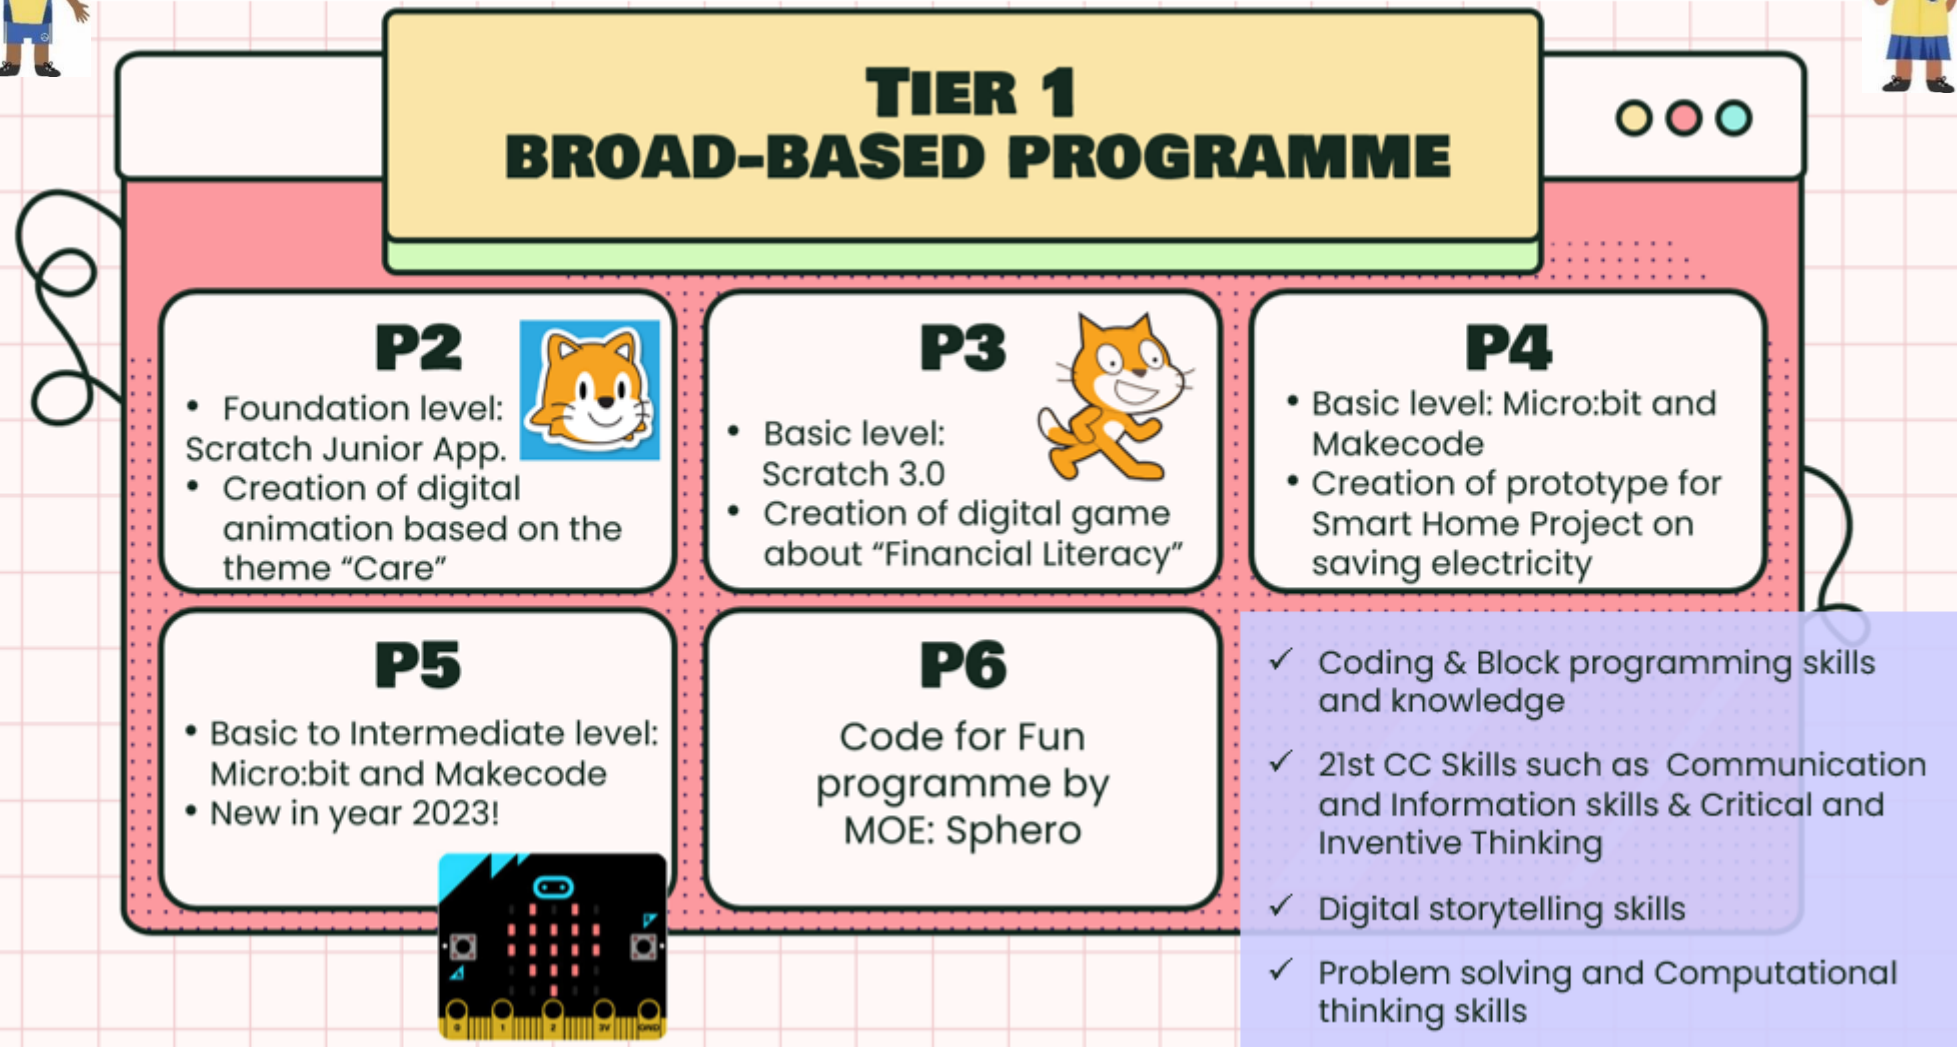 TIER 1
BROAD-BASED PROGRAMME
P2
• Foundation level:
Scratch Junior App.
• Creation of digital
animation based on the
theme “Care”
P3
• Basic level:
Scratch 3.0
• Creation of digital game
about “Financial Literacy”
P4
• Basic level: Micro:bit and
Makecode
• Creation of prototype for
Smart Home Project on
saving electricity
P5
• Basic to Intermediate level:
Micro:bit and Makecode
• New in year 2023!
A
B
0 1 2 3V GND
P6
Code for Fun
programme by
MOE: Sphero
✓ Coding & Block programming skills
and knowledge
✓ 21st CC Skills such as Communication
and Information skills & Critical and
Inventive Thinking
✓ Digital storytelling skills
✓ Problem solving and Computational
thinking skills